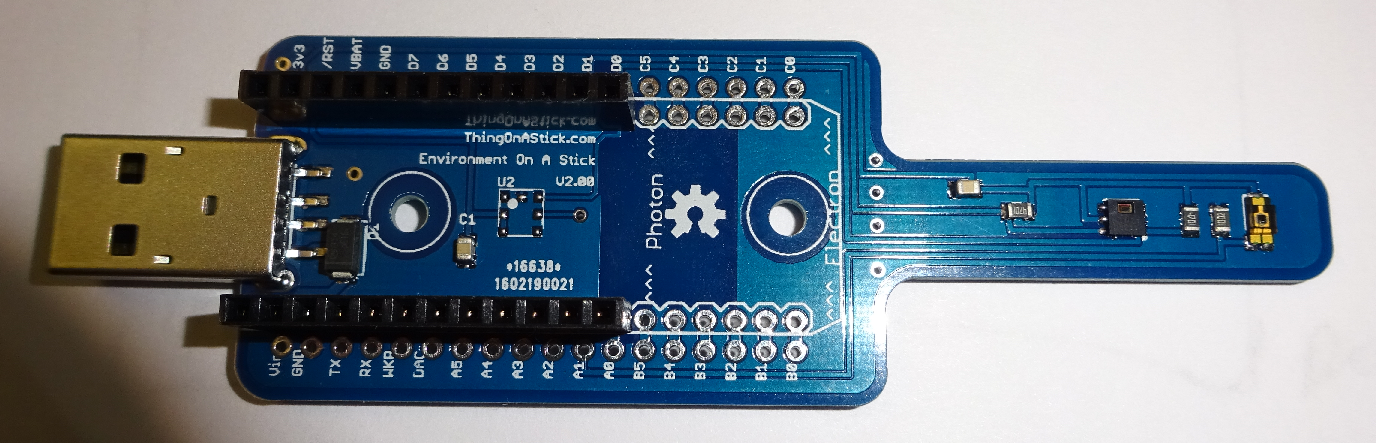 3v3
/RST
VBAT
GND
D7
D6
D5
D4
D3
D2
D1
D0
C5
C4
C3
C2
C1
C0
ThingOnAStick.com
Environment On A Stick
V2.00
U2
C1
D2
*16638*
1602190021
^^^ Photon ^^^
^^^ Electron ^^^
Vin
GND
TX
RX
WKP
DAC
A5
A4
A3
A2
A1
A0
B5
B4
B3
B2
B1
B0